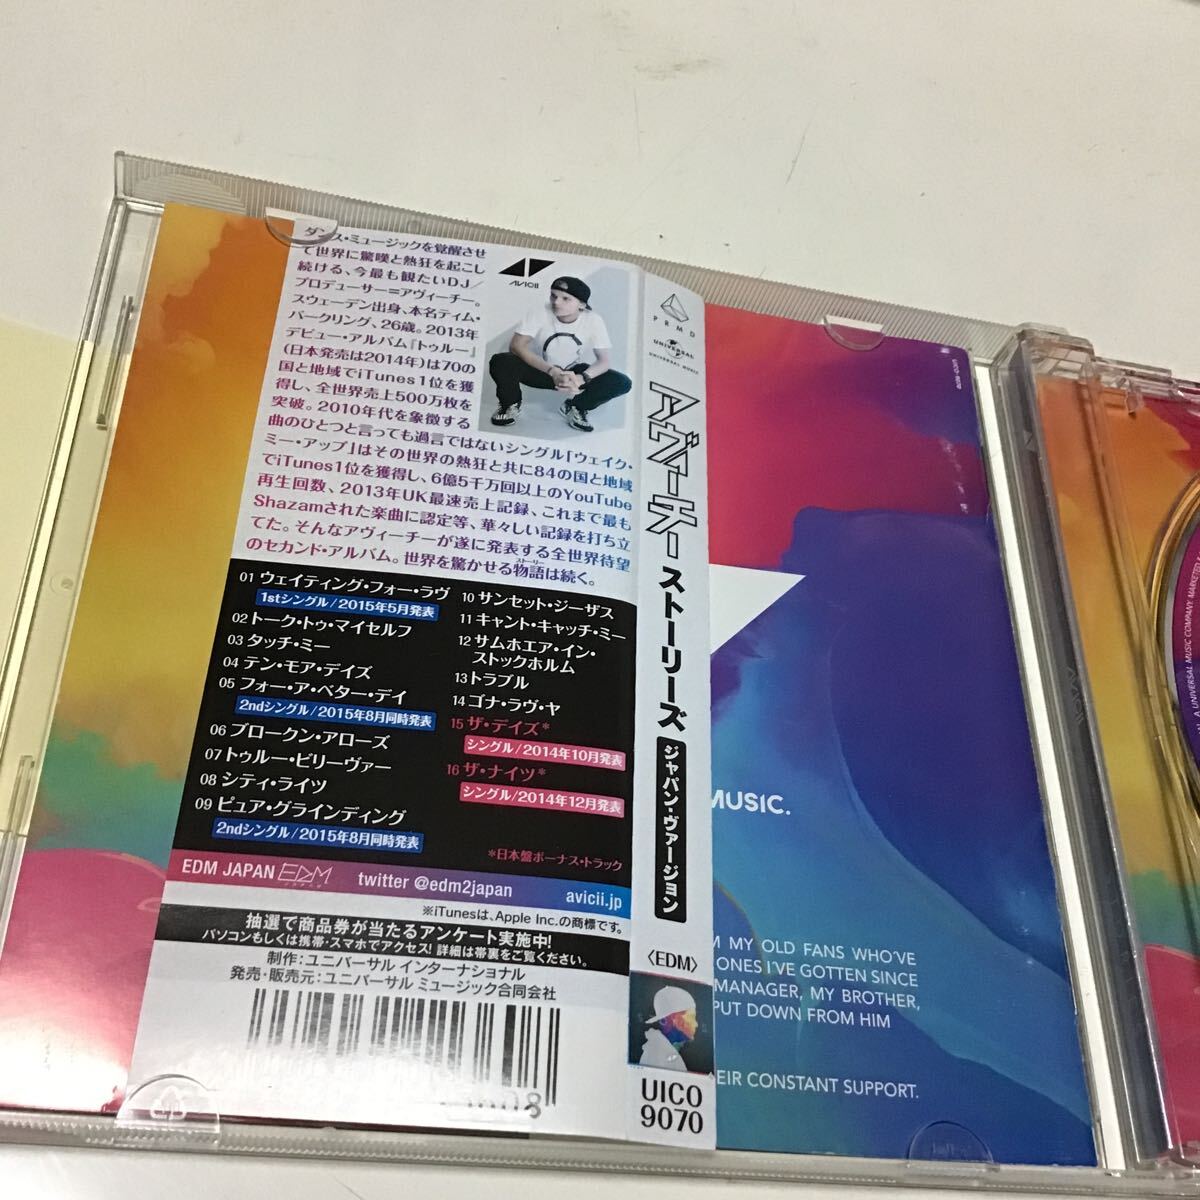 ダンス・ミュージックを覚醒させ
て世界に驚嘆と熱狂を起こし
続ける、今最も観たいDJ/
プロデューサー=アヴィーチー。
スウェーデン出身、本名ティム・
バークリング、26歳。2013年
デビュー・アルバム『トゥルー』
(日本発売は2014年)は70の
国と地域でiTunes1位を獲
得し、全世界売上500万枚を
突破。2010年代を象徴する
曲のひとつと言っても過言ではないシングル「ウェイク・
ミー・アップ」はその世界の熱狂と共に84の国と地域
でiTunes1位を獲得し、6億5千万回以上のYouTube
再生回数、2013年UK最速売上記録、これまで最も
Shazamされた楽曲に認定等、華々しい記録を打ち立
てた。そんなアヴィーチーが遂に発表する全世界待望
のセカンド・アルバム。世界を驚かせる物語は続く。
ストーリー
AVICII
01 ウェイティング・フォー・ラヴ
1stシングル/2015年5月発表
02 トーク・トゥ・マイセルフ
03 タッチ・ミー
04 テン・モア・デイズ
05 フォー・ア・ベター・デイ
2ndシングル/2015年8月同時発表
06 ブロークン・アローズ
07 トゥルー・ビリーヴァー
08 シティ・ライツ
09 ピュア・グラインディング
2ndシングル/2015年8月同時発表
10 サンセット・ジーザス
11 キャント・キャッチ・ミー
12 サムホエア・イン・
ストックホルム
13 トラブル
14 ゴナ・ラヴ・ヤ
15 ザ・デイズ*
シングル/2014年10月発表
16 ザ・ナイツ*
シングル/2014年12月発表
*日本盤ボーナス・トラック
EDM JAPAN EDM JAPAN twitter @edm2japan avicii.jp
※iTunesは、Apple Inc.の商標です。
抽選で商品券が当たるアンケート実施中!
パソコンもしくは携帯・スマホでアクセス! 詳細は帯裏をご覧ください。
制作:ユニバーサル インターナショナル
発売・販売元:ユニバーサル ミュージック合同会社
PRMD
UNIVERSAL
UNIVERSAL MUSIC
アヴィーチー ストーリーズ
ジャパン・ヴァージョン
〈EDM〉
UICO
9070
UICO-9070
MUSIC.
M MY OLD FANS WHO'VE
ONES I'VE GOTTEN SINCE
MANAGER, MY BROTHER,
PUT DOWN FROM HIM
EIR CONSTANT SUPPORT.
A UNIVERSAL MUSIC COMPANY. MARKETED